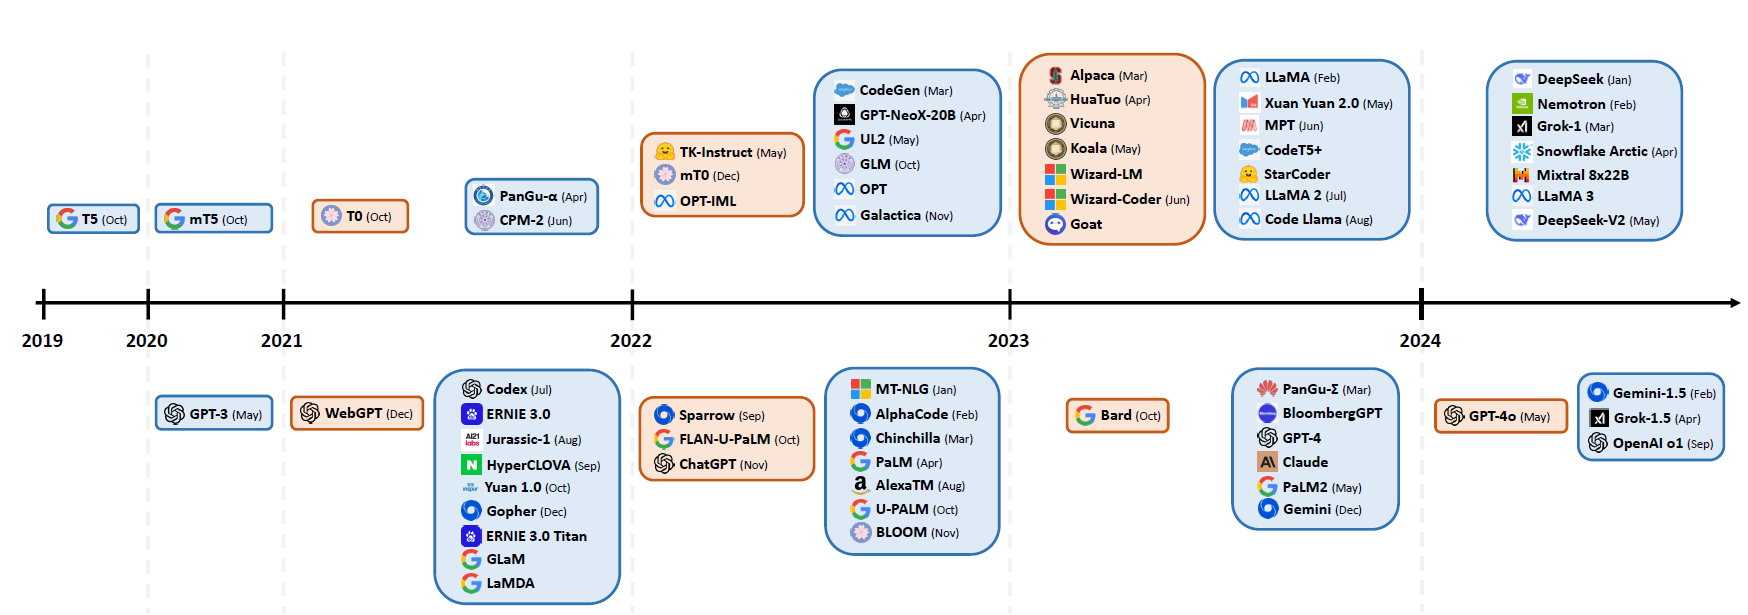 T5 (Oct)
mT5 (Oct)
T0 (Oct)
PanGu-α (Apr)
CPM-2 (Jun)
TK-Instruct (May)
mT0 (Dec)
OPT-IML
CodeGen (Mar)
GPT-NeoX-20B (Apr)
UL2 (May)
GLM (Oct)
OPT
Galactica (Nov)
Alpaca (Mar)
HuaTuo (Apr)
Vicuna
Koala (May)
Wizard-LM
Wizard-Coder (Jun)
Goat
LLaMA (Feb)
Xuan Yuan 2.0 (May)
MPT (Jun)
CodeT5+
StarCoder
LLaMA 2 (Jul)
Code Llama (Aug)
DeepSeek (Jan)
Nemotron (Feb)
Grok-1 (Mar)
Snowflake Arctic (Apr)
Mixtral 8x22B
LLaMA 3
DeepSeek-V2 (May)
2019 2020 2021 2022 2023 2024
GPT-3 (May)
WebGPT (Dec)
Codex (Jul)
ERNIE 3.0
AI21 labs Jurassic-1 (Aug)
HyperCLOVA (Sep)
Yuan 1.0 (Oct)
Gopher (Dec)
ERNIE 3.0 Titan
GLaM
LaMDA
Sparrow (Sep)
FLAN-U-PaLM (Oct)
ChatGPT (Nov)
MT-NLG (Jan)
AlphaCode (Feb)
Chinchilla (Mar)
PaLM (Apr)
AlexaTM (Aug)
U-PALM (Oct)
BLOOM (Nov)
Bard (Oct)
PanGu-Σ (Mar)
BloombergGPT
GPT-4
Claude
PaLM2 (May)
Gemini (Dec)
GPT-4o (May)
Gemini-1.5 (Feb)
Grok-1.5 (Apr)
OpenAI o1 (Sep)